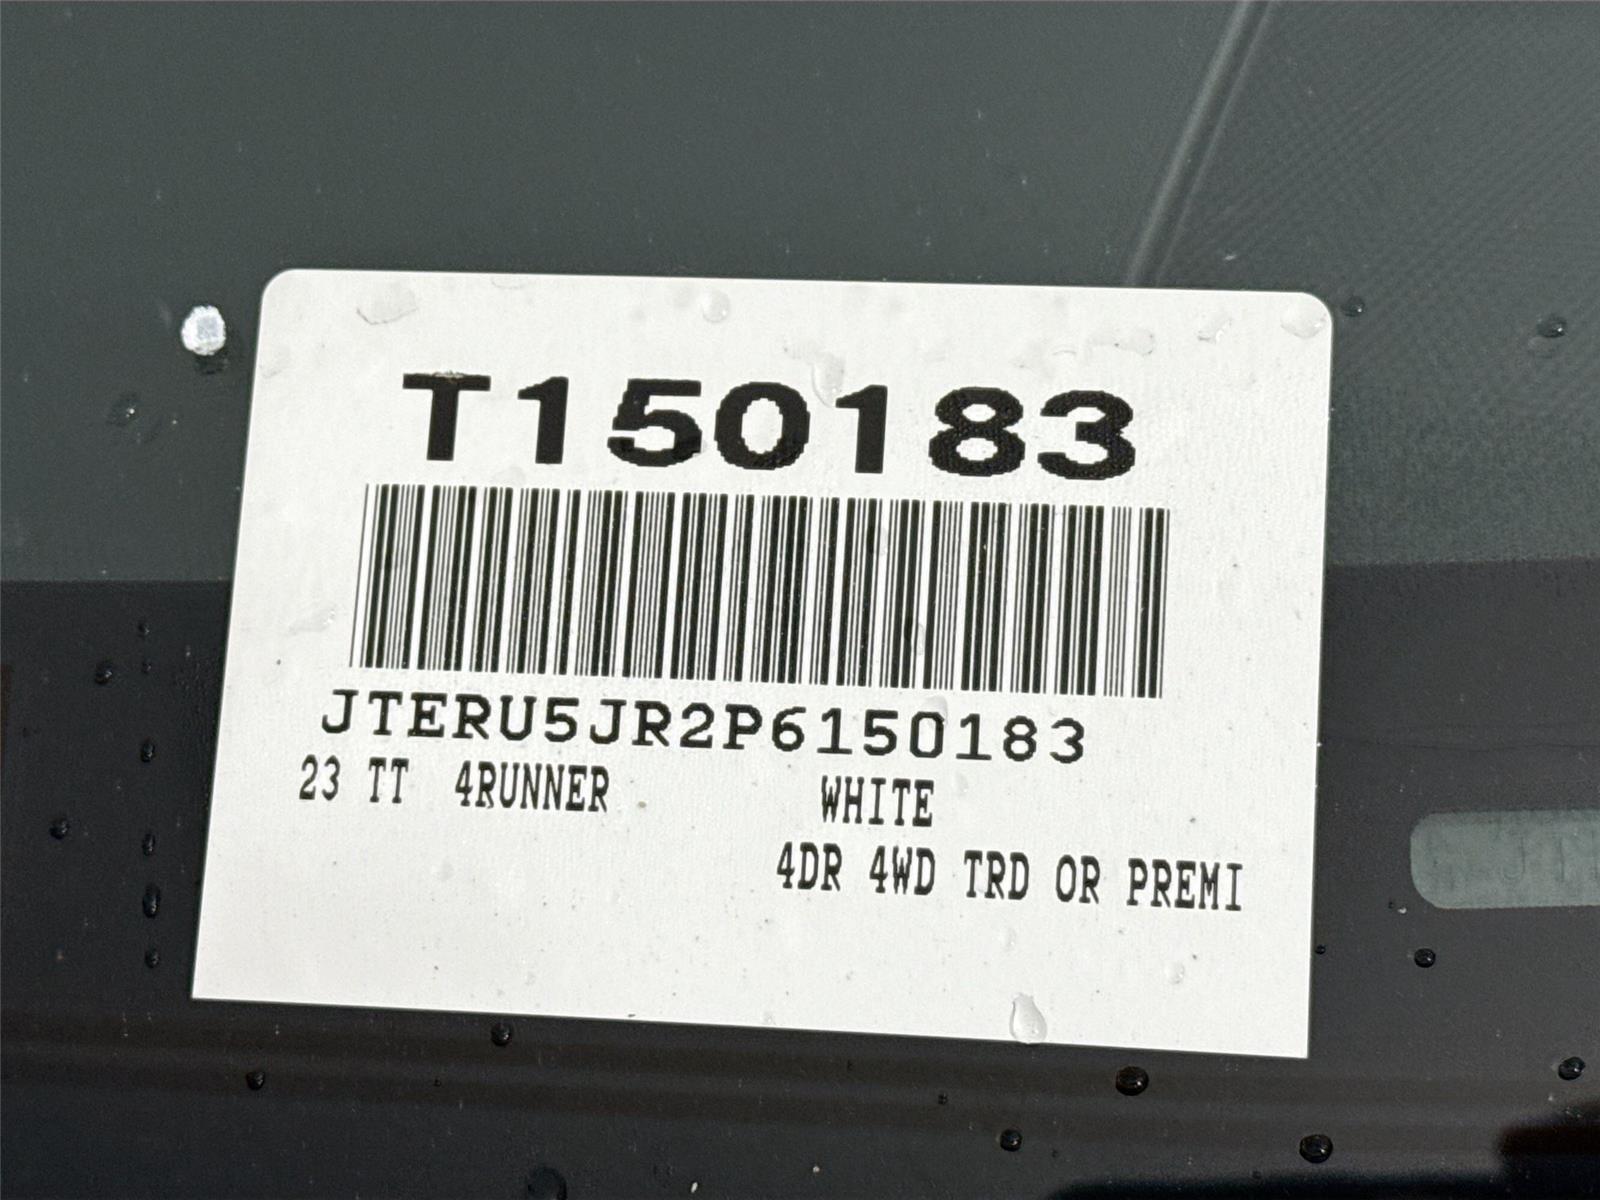 T150183
JTERU5JR2P6150183
23 TT 4RUNNER WHITE
4DR 4WD TRD OR PREMI